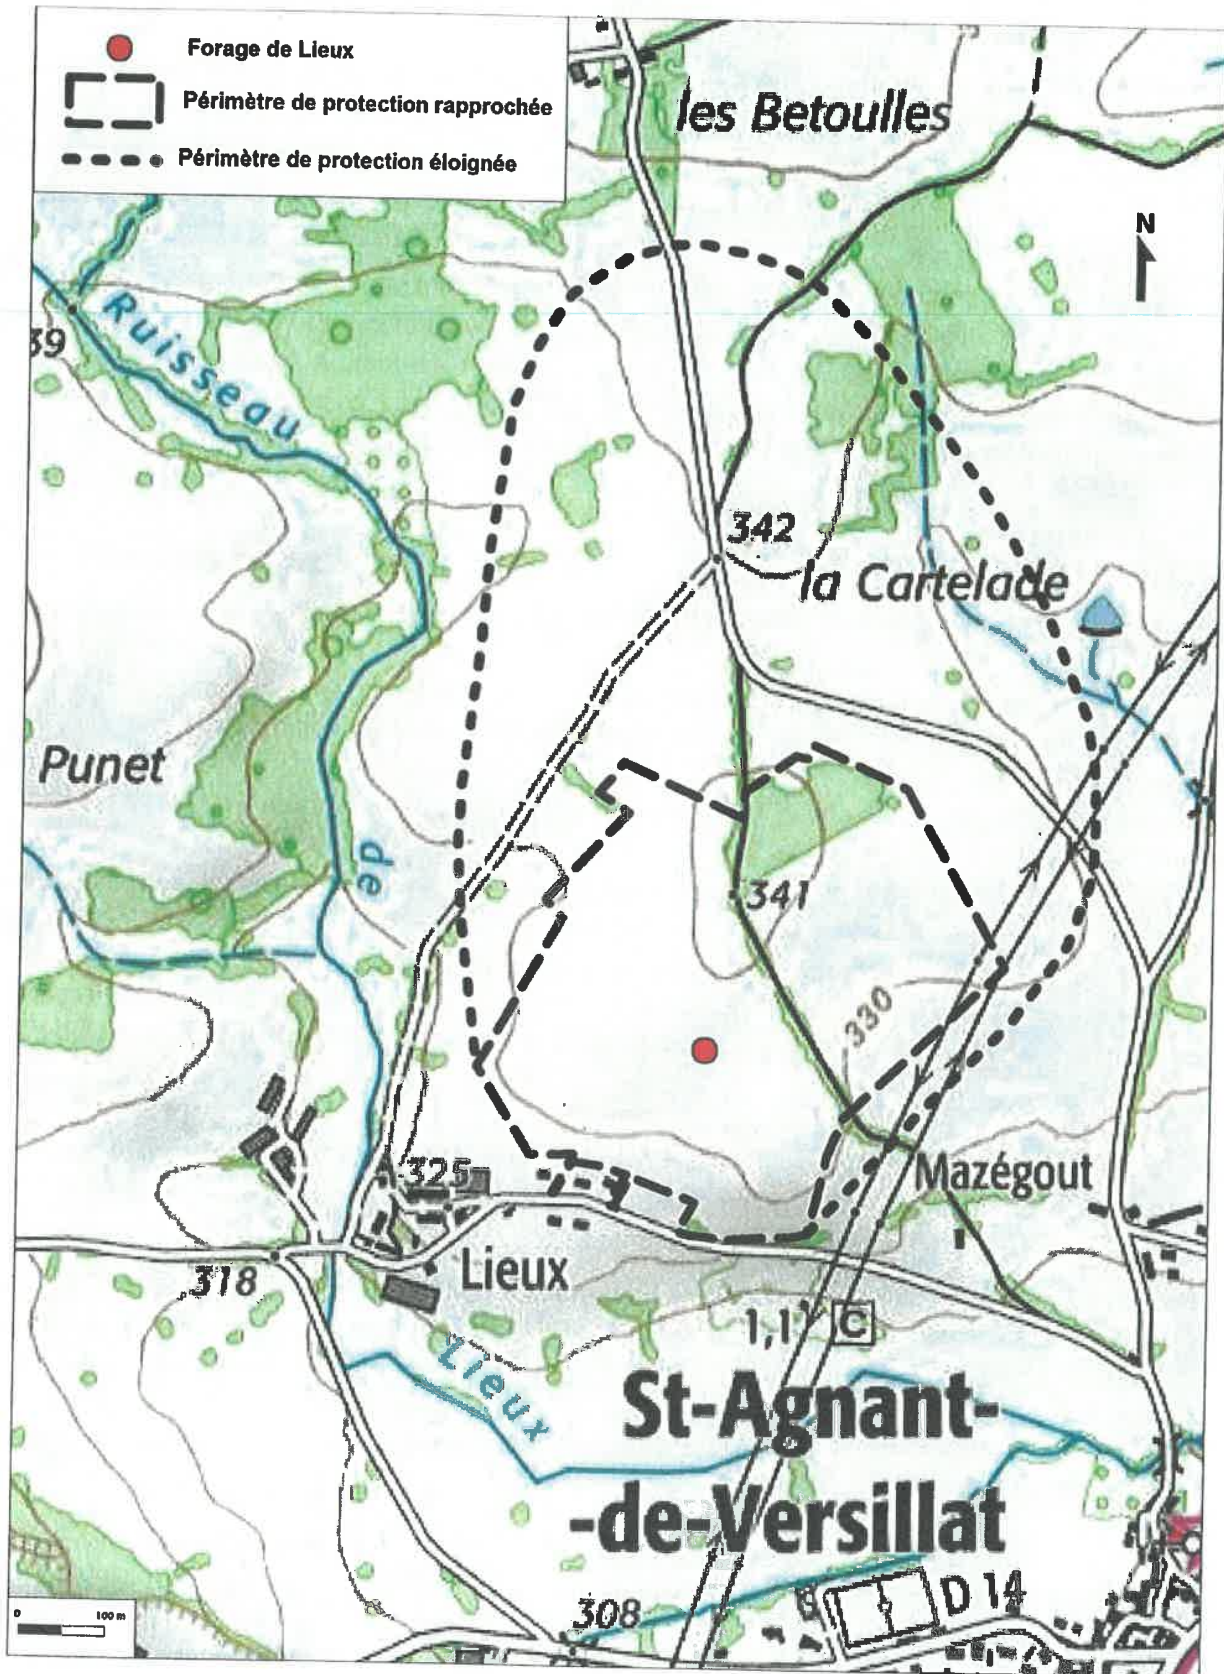 Forage de Lieux
Périmètre de protection rapprochée
Périmètre de protection éloignée
les Betoulles
N
39
Ruisseau
342
la Cartelade
Punet
de
341
330
325
Mazégout
Lieux
318
1,1 C
Lieux
St-Agnant-
-de-Versillat
D 14
308
0 100 m